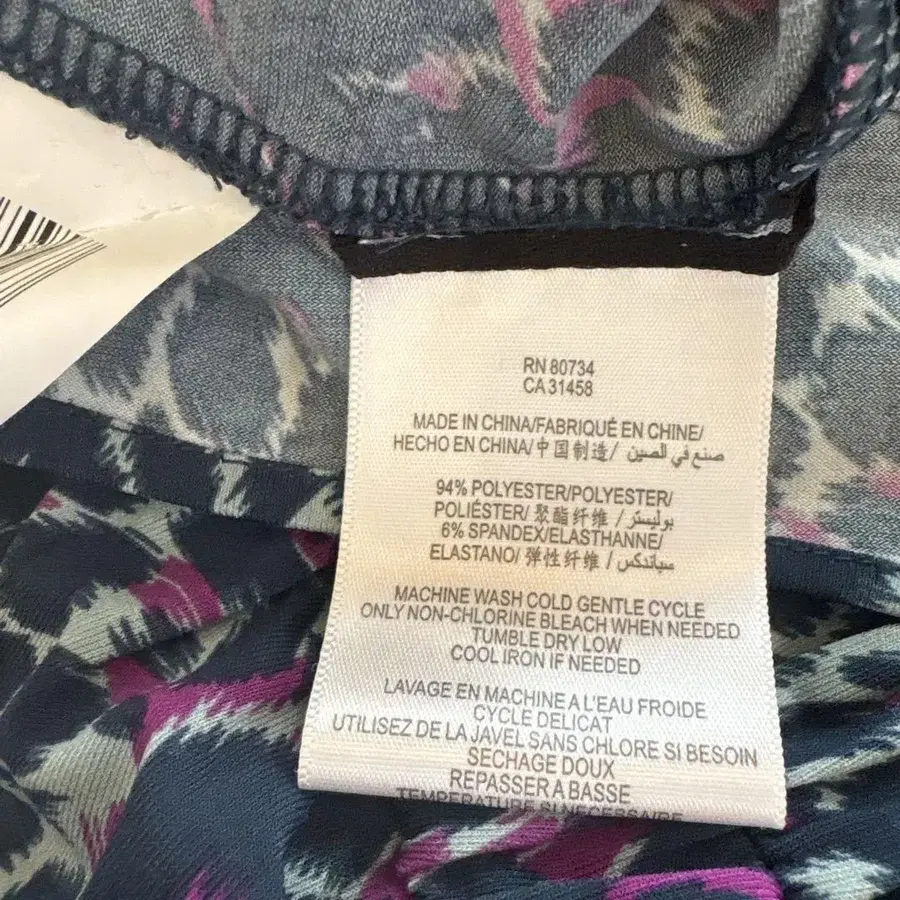 RN 80734
CA 31458
MADE IN CHINA/FABRIQUÉ EN CHINE/
HECHO EN CHINA/中国制造/ صنع في الصين
94% POLYESTER/POLYESTER/
POLIÉSTER/ 聚酯纤维 / بوليستر
6% SPANDEX/ELASTHANNE/
ELASTANO/ 弹性纤维 / سباندكس
MACHINE WASH COLD GENTLE CYCLE
ONLY NON-CHLORINE BLEACH WHEN NEEDED
TUMBLE DRY LOW
COOL IRON IF NEEDED
LAVAGE EN MACHINE A L'EAU FROIDE
CYCLE DELICAT
UTILISEZ DE LA JAVEL SANS CHLORE SI BESOIN
SECHAGE DOUX
REPASSER A BASSE
TEMPERATURE SI NECESSAIRE